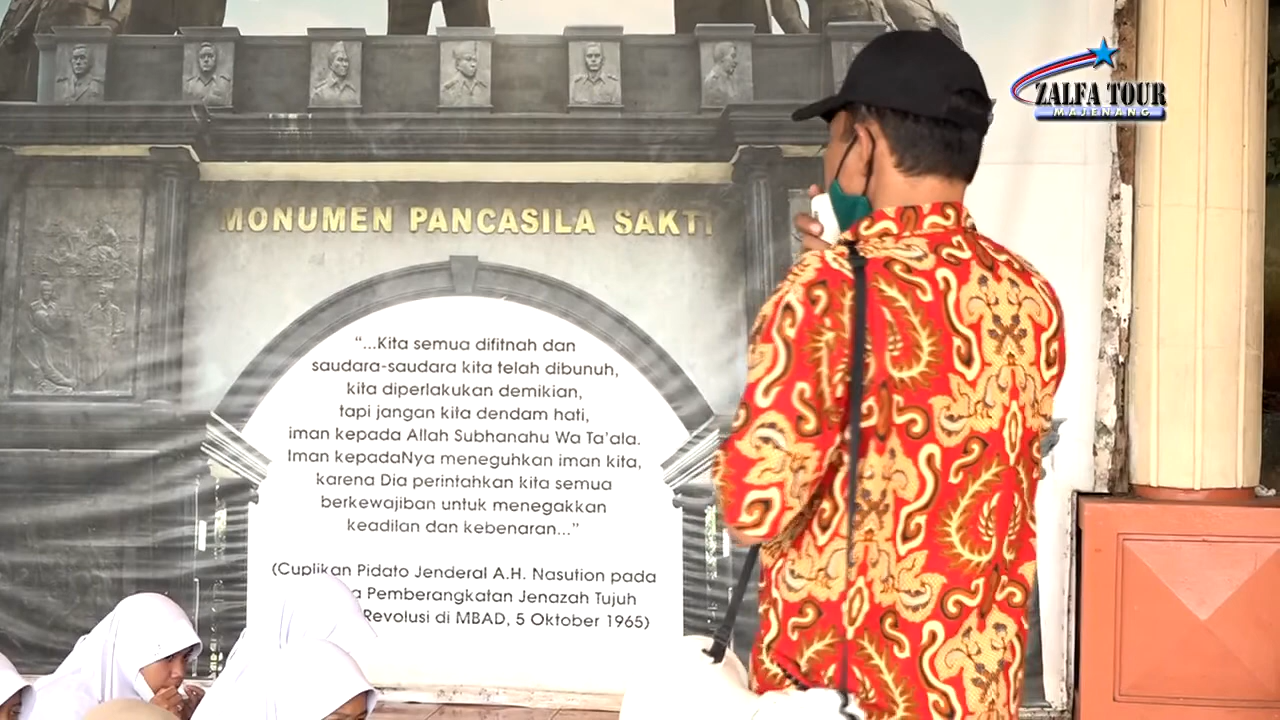 ZALFA TOUR
MAJENANG
MONUMEN PANCASILA SAKTI
“...Kita semua difitnah dan
saudara-saudara kita telah dibunuh,
kita diperlakukan demikian,
tapi jangan kita dendam hati,
iman kepada Allah Subhanahu Wa Ta’ala.
Iman kepadaNya meneguhkan iman kita,
karena Dia perintahkan kita semua
berkewajiban untuk menegakkan
keadilan dan kebenaran...”
(Cuplikan Pidato Jenderal A.H. Nasution pada
Pemberangkatan Jenazah Tujuh
Revolusi di MBAD, 5 Oktober 1965)